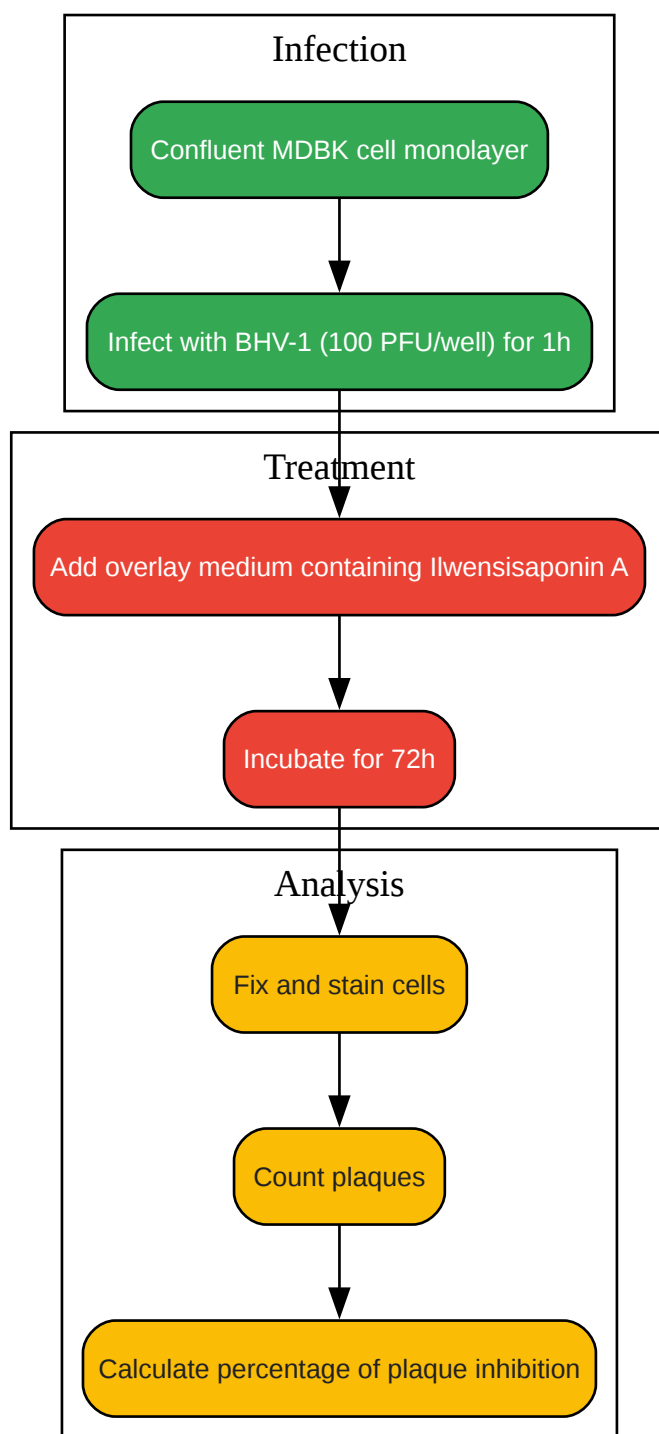 Infection
Confluent MDBK cell monolayer
Infect with BHV-1 (100 PFU/well) for 1h
Treatment
Add overlay medium containing Ilwensisaponin A
Incubate for 72h
Analysis
Fix and stain cells
Count plaques
Calculate percentage of plaque inhibition